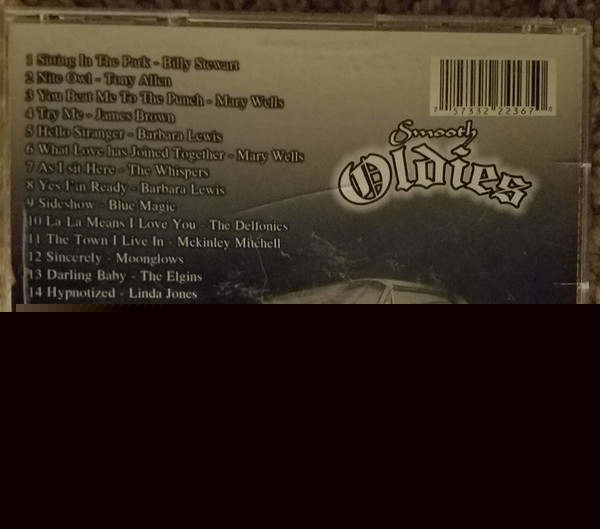 1 Sitting In The Park - Billy Stewart
2 Nite Owl - Tony Allen
3 You Beat Me To The Punch - Mary Wells
4 Try Me - James Brown
5 Hello Stranger - Barbara Lewis
6 What Love has Joined Together - Mary Wells
7 As I sit Here - The Whispers
8 Yes I'm Ready - Barbara Lewis
9 Sideshow - Blue Magic
10 La La Means I Love You - The Delfonics
11 The Town I Live In - Mckinley Mitchell
12 Sincerely - Moonglows
13 Darling Baby - The Elgins
14 Hypnotized - Linda Jones
7 57332 22367 0
Smooth
Oldies